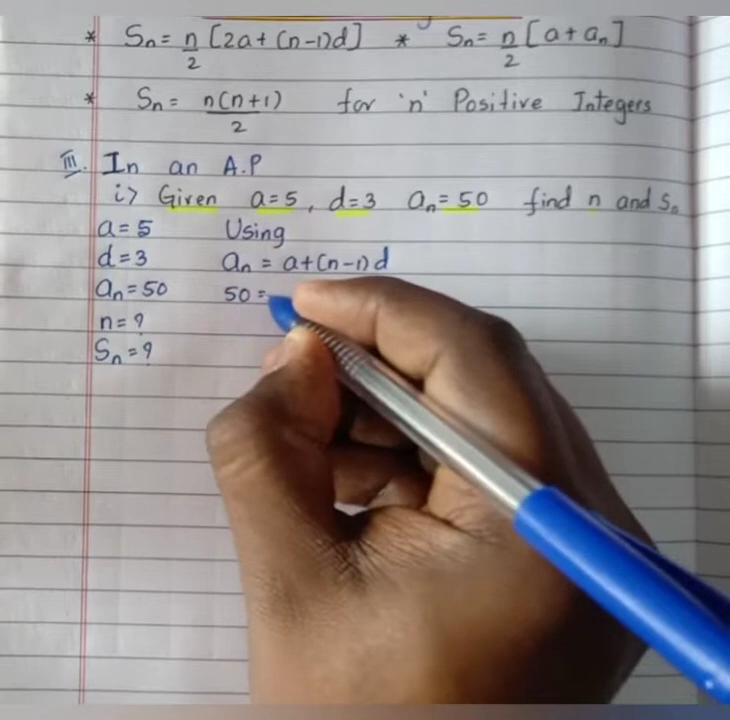 * Sn = n/2 [2a + (n-1)d] * Sn = n/2 [a + an]
* Sn = n(n+1)/2 for 'n' Positive Integers
III. In an A.P
i> Given a=5, d=3 an=50 find n and Sn
a=5 Using
d=3 an = a+(n-1)d
an=50 50=
n=?
Sn=?